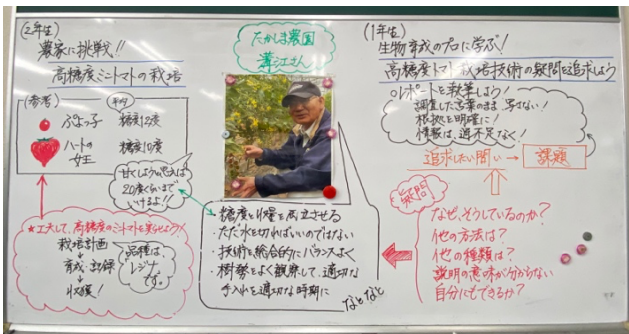 (2年生)
農家に挑戦!!
高糖度ミニトマトの栽培
(参考)
平均
ぷよっ子 糖度12度
ハートの女王 糖度10度
甘くしようと思えば
20度くらいまで
いけるよ!
★工夫して、高糖度のミニトマトを実らせよう!
栽培計画
育成・記録
収穫!
品種は、
レジナ
です。
たかしま農園
溝江さん
・糖度と収量を両立させる
・ただ水を切ればいいのではない
・技術を総合的にバランスよく
・樹勢をよく観察して、適切な
手入れを適切な時期に
などなど
(1年生)
生物育成のプロに学ぶ!
高糖度トマト栽培技術の疑問を追求しよう
○レポートを執筆しよう!
調査した言葉のまま写さない!
根拠を明確に!
情報は、過不足なく!
追求したい問い → 課題
疑問
なぜ、そうしているのか?
他の方法は?
他の種類は?
説明の意味が分からない
自分にもできるか?